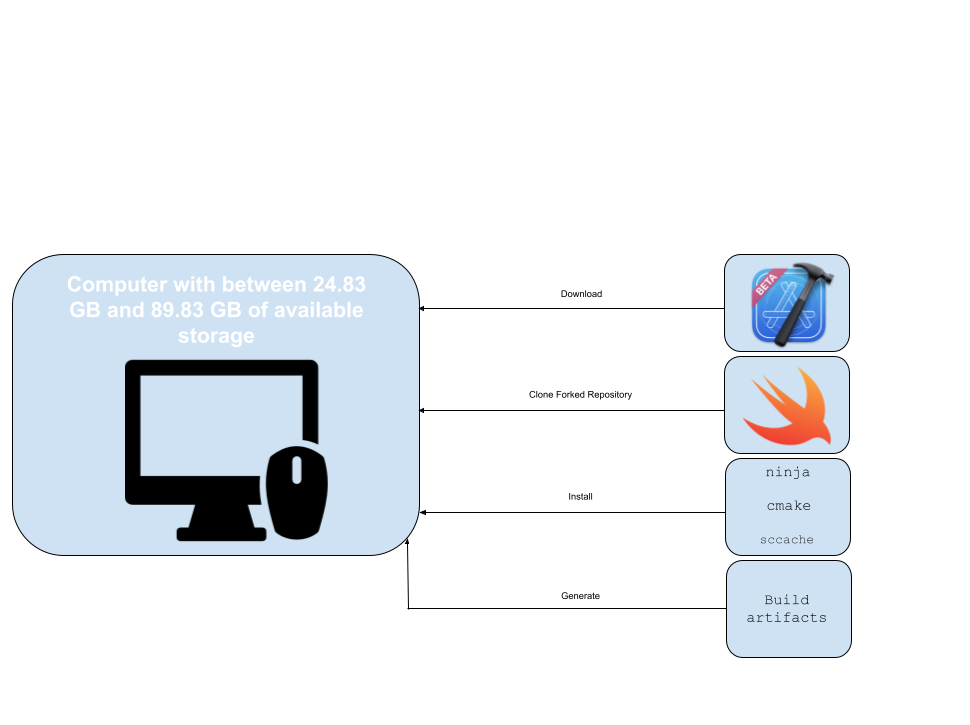 Computer with between 24.83
GB and 89.83 GB of available
storage
Download
BETA
Clone Forked Repository
Install
ninja
cmake
sccache
Generate
Build
artifacts